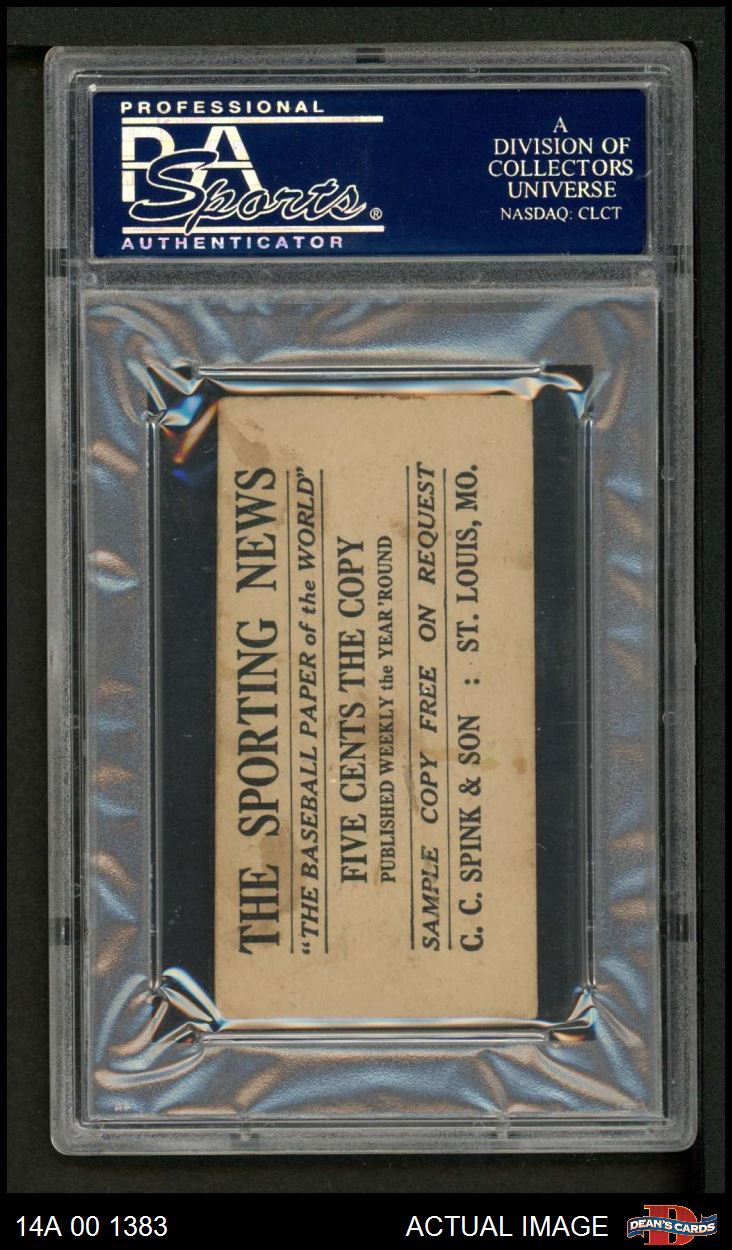 PROFESSIONAL
PSA
Sports®
AUTHENTICATOR
A
DIVISION OF
COLLECTORS
UNIVERSE
NASDAQ: CLCT
THE SPORTING NEWS
"THE BASEBALL PAPER of the WORLD"
FIVE CENTS THE COPY
PUBLISHED WEEKLY the YEAR 'ROUND
SAMPLE COPY FREE ON REQUEST
C. C. SPINK & SON : ST. LOUIS, MO.
14A 00 1383
ACTUAL IMAGE
DEAN'S CARDS